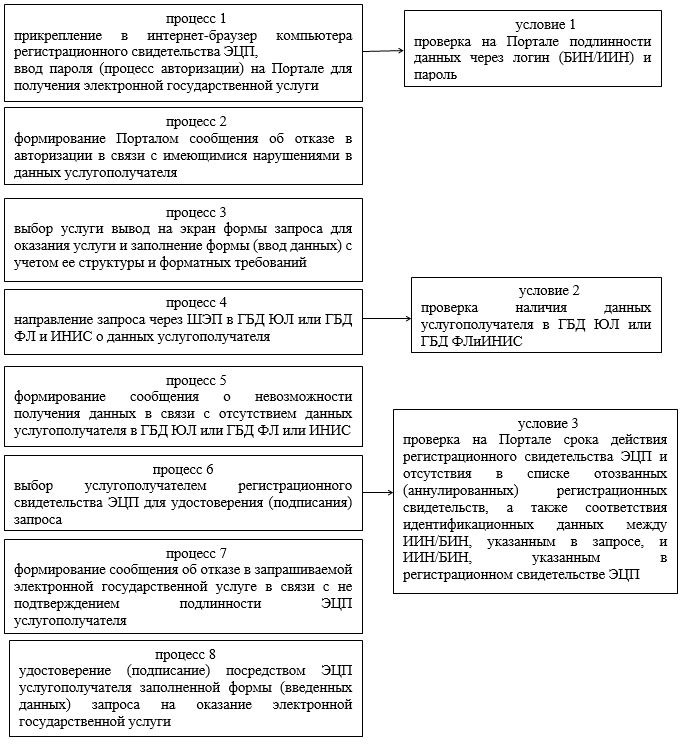 процесс 1
прикрепление в интернет-браузер компьютера
регистрационного свидетельства ЭЦП,
ввод пароля (процесс авторизации) на Портале для
получения электронной государственной услуги
условие 1
проверка на Портале подлинности
данных через логин (БИН/ИИН) и
пароль
процесс 2
формирование Порталом сообщения об отказе в
авторизации в связи с имеющимися нарушениями в
данных услугополучателя
процесс 3
выбор услуги вывод на экран формы запроса для
оказания услуги и заполнение формы (ввод данных) с
учетом ее структуры и форматных требований
процесс 4
направление запроса через ШЭП в ГБД ЮЛ или ГБД
ФЛ и ИНИС о данных услугополучателя
условие 2
проверка наличия данных
услугополучателя в ГБД ЮЛ или
ГБД ФЛиИНИС
процесс 5
формирование сообщения о невозможности
получения данных в связи с отсутствием данных
услугополучателя в ГБД ЮЛ или ГБД ФЛ или ИНИС
процесс 6
выбор услугополучателем регистрационного
свидетельства ЭЦП для удостоверения (подписания)
запроса
условие 3
проверка на Портале срока действия
регистрационного свидетельства ЭЦП и
отсутствия в списке отозванных
(аннулированных) регистрационных
свидетельств, а также соответствия
идентификационных данных между
ИИН/БИН, указанным в запросе, и
ИИН/БИН, указанным в
регистрационном свидетельстве ЭЦП
процесс 7
формирование сообщения об отказе в запрашиваемой
электронной государственной услуге в связи с не
подтверждением подлинности ЭЦП
услугополучателя
процесс 8
удостоверение (подписание) посредством ЭЦП
услугополучателя заполненной формы (введенных
данных) запроса на оказание электронной
государственной услуги